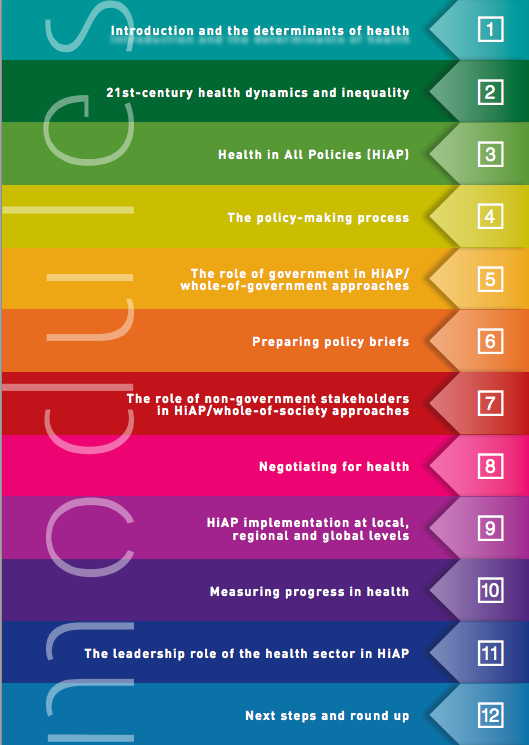 Introduction and the determinants of health 1
21st-century health dynamics and inequality 2
Health in All Policies (HiAP) 3
The policy-making process 4
The role of government in HiAP/
whole-of-government approaches 5
Preparing policy briefs 6
The role of non-government stakeholders
in HiAP/whole-of-society approaches 7
Negotiating for health 8
HiAP implementation at local,
regional and global levels 9
Measuring progress in health 10
The leadership role of the health sector in HiAP 11
Next steps and round up 12